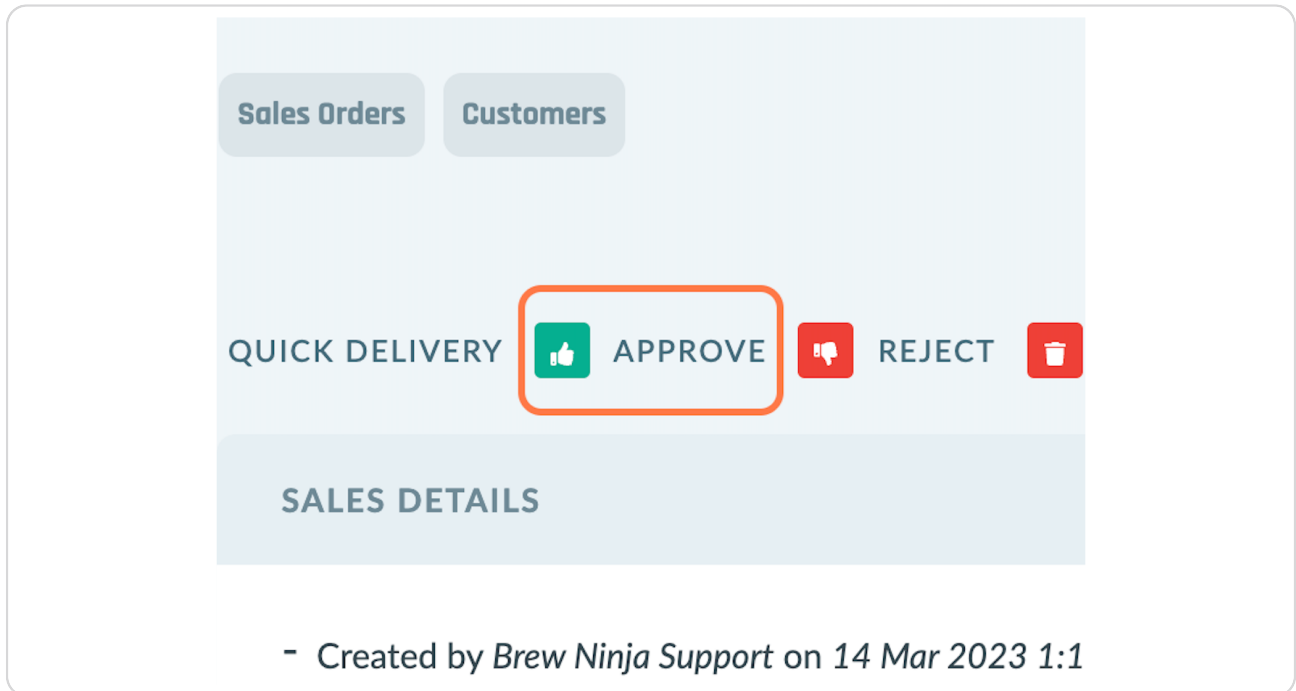 Sales Orders Customers
QUICK DELIVERY APPROVE REJECT
SALES DETAILS
- Created by Brew Ninja Support on 14 Mar 2023 1:1